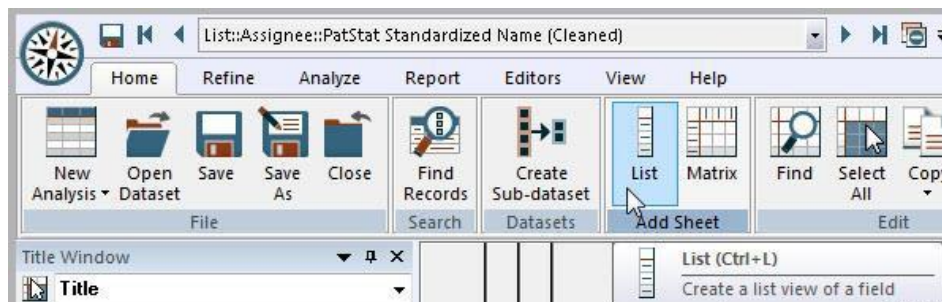 List::Assignee::PatStat Standardized Name (Cleaned)
Home Refine Analyze Report Editors View Help
New Analysis
Open Dataset
Save
Save As
Close
Find Records
Create Sub-dataset
List
Matrix
Find
Select All
Cop
File Search Datasets Add Sheet Edit
Title Window
List (Ctrl+L)
Title
Create a list view of a field